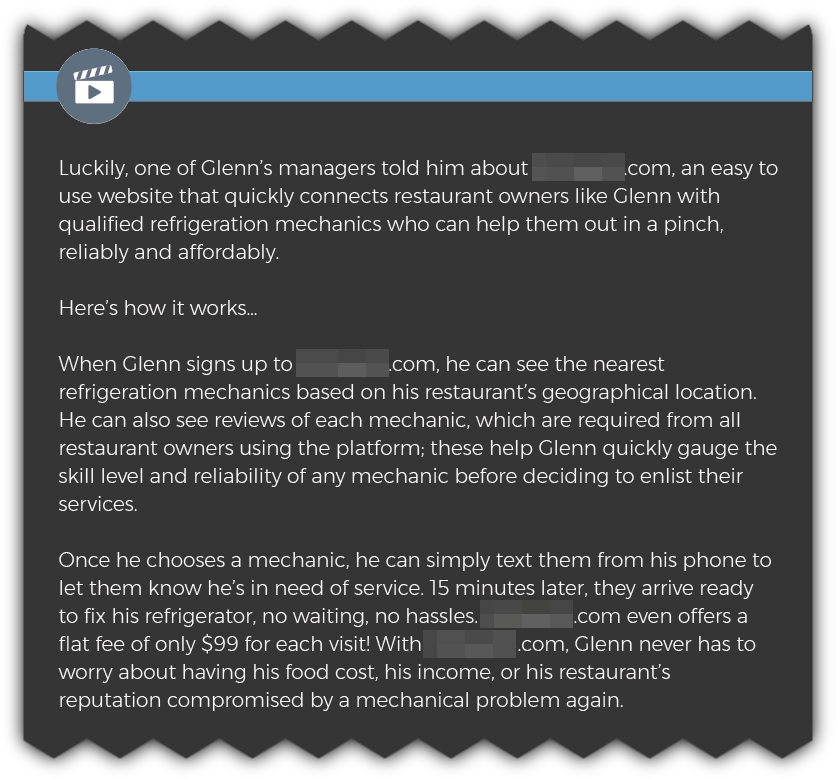 Luckily, one of Glenn's managers told him about .com, an easy to
use website that quickly connects restaurant owners like Glenn with
qualified refrigeration mechanics who can help them out in a pinch,
reliably and affordably.
Here's how it works...
When Glenn signs up to .com, he can see the nearest
refrigeration mechanics based on his restaurant's geographical location.
He can also see reviews of each mechanic, which are required from all
restaurant owners using the platform; these help Glenn quickly gauge the
skill level and reliability of any mechanic before deciding to enlist their
services.
Once he chooses a mechanic, he can simply text them from his phone to
let them know he's in need of service. 15 minutes later, they arrive ready
to fix his refrigerator, no waiting, no hassles. .com even offers a
flat fee of only $99 for each visit! With .com, Glenn never has to
worry about having his food cost, his income, or his restaurant's
reputation compromised by a mechanical problem again.